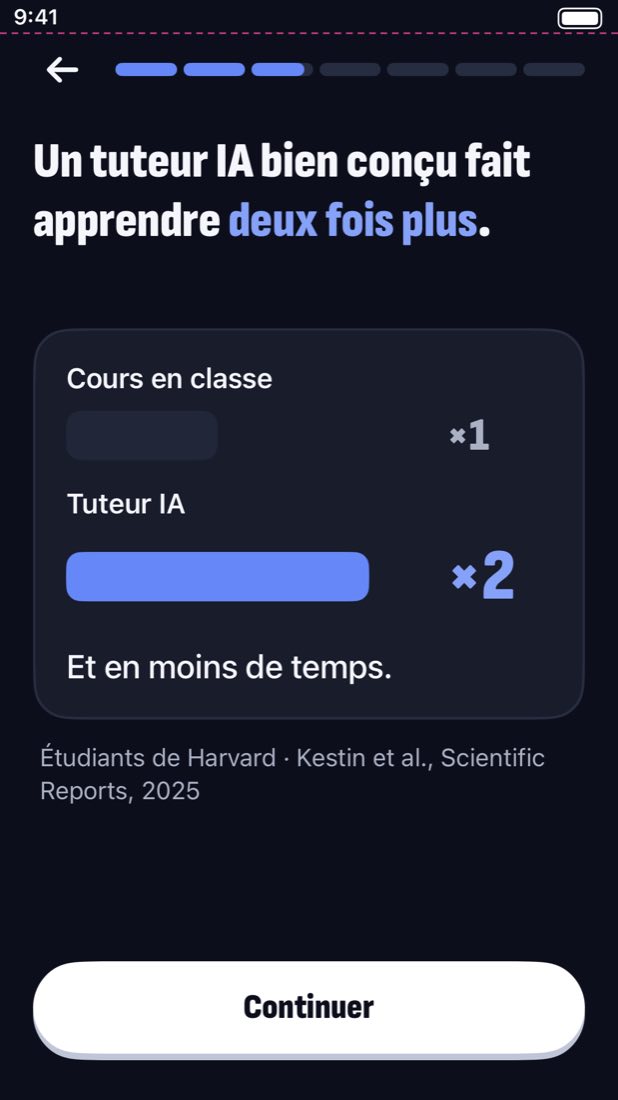 9:41
Un tuteur IA bien conçu fait
apprendre deux fois plus.
Cours en classe
×1
Tuteur IA
×2
Et en moins de temps.
Étudiants de Harvard · Kestin et al., Scientific
Reports, 2025
Continuer